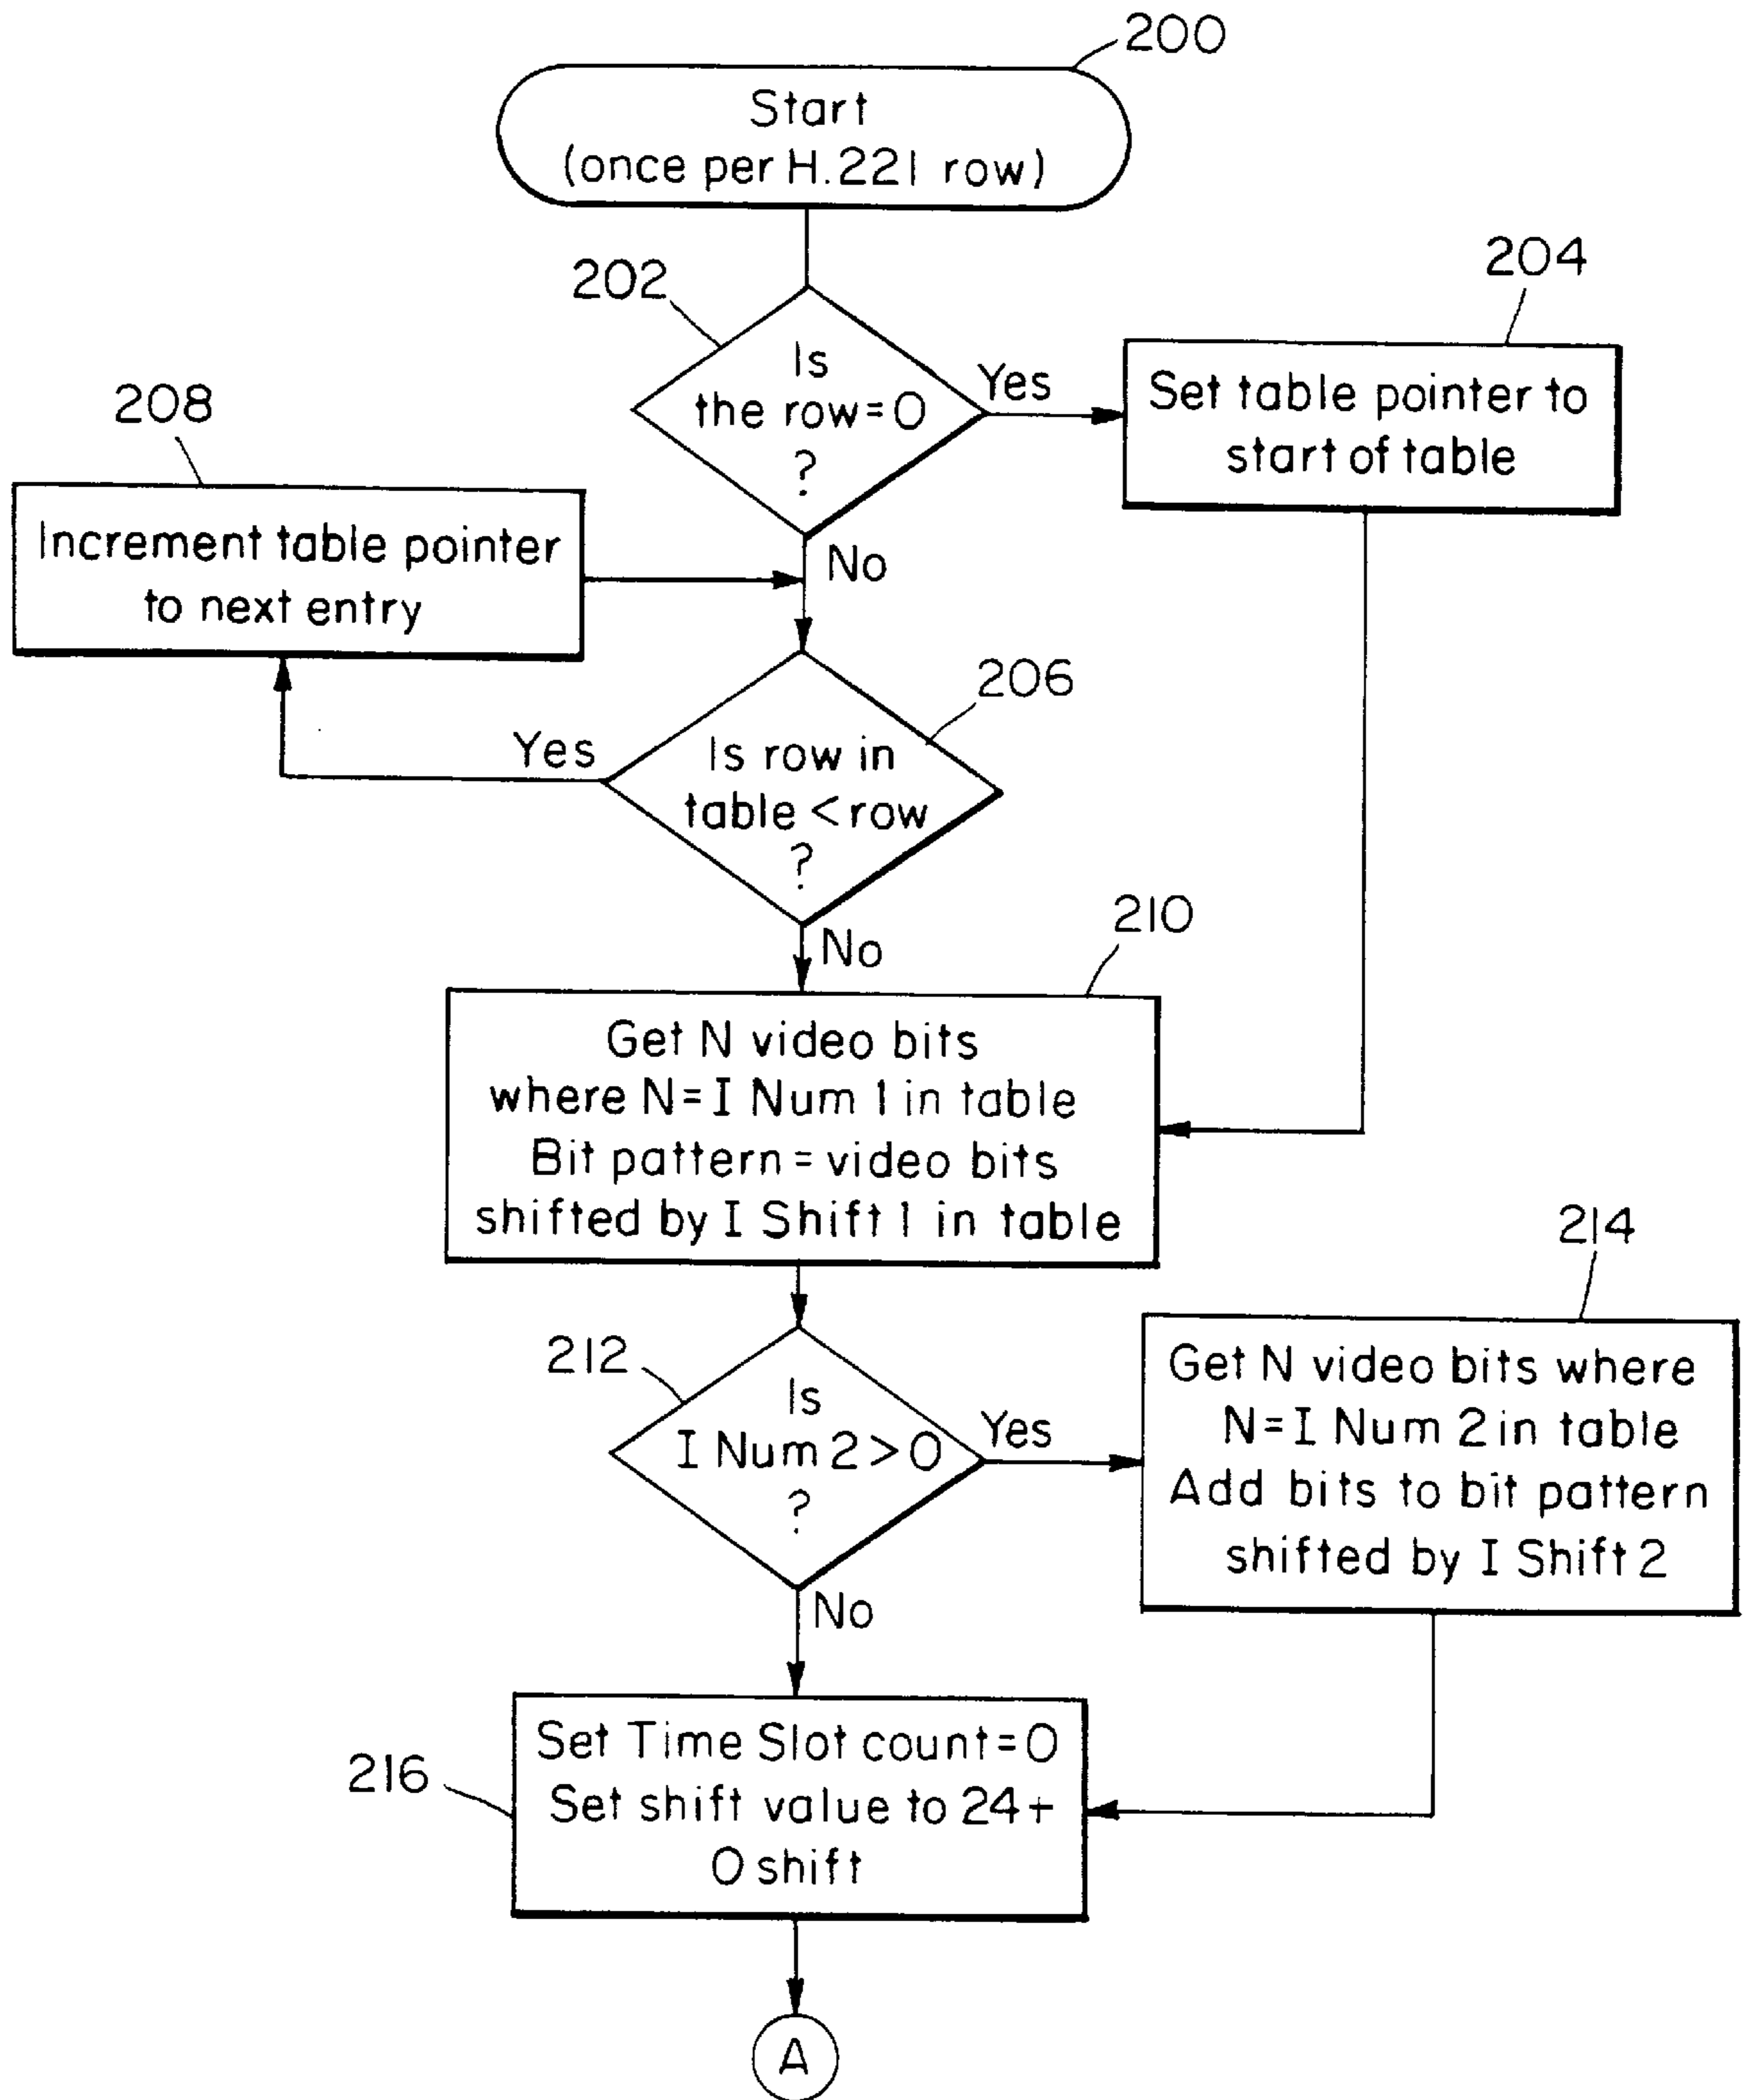 200
Start
(once per H.221 row)
202
Is
the row=0
?
Yes
204
Set table pointer to
start of table
208
Increment table pointer
to next entry
No
206
Yes
Is row in
table < row
?
No
210
Get N video bits
where N=I Num 1 in table
Bit pattern = video bits
shifted by I Shift 1 in table
212
Is
I Num 2 > 0
?
Yes
214
Get N video bits where
N=I Num 2 in table
Add bits to bit pattern
shifted by I Shift 2
No
216
Set Time Slot count=0
Set shift value to 24+
0 shift
A